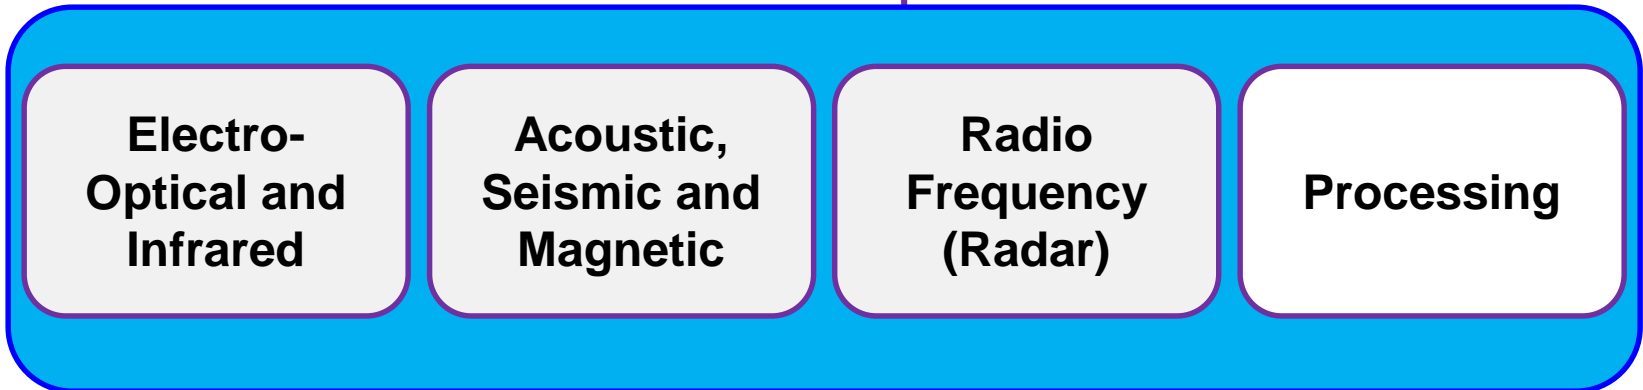 Electro-
Optical and
Infrared
Acoustic,
Seismic and
Magnetic
Radio
Frequency
(Radar)
Processing